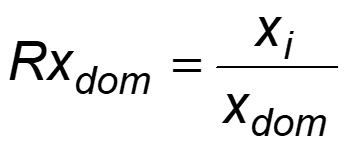 Rx_dom = x_i / x_dom